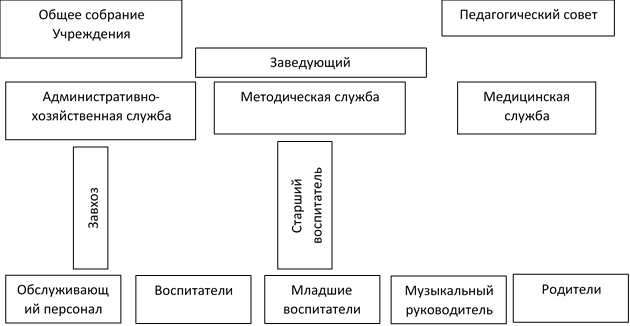 Общее собрание
Учреждения
Педагогический совет
Заведующий
Административно-
хозяйственная служба
Методическая служба
Медицинская
служба
Завхоз
Старший
воспитатель
Обслуживающ
ий персонал
Воспитатели
Младшие
воспитатели
Музыкальный
руководитель
Родители